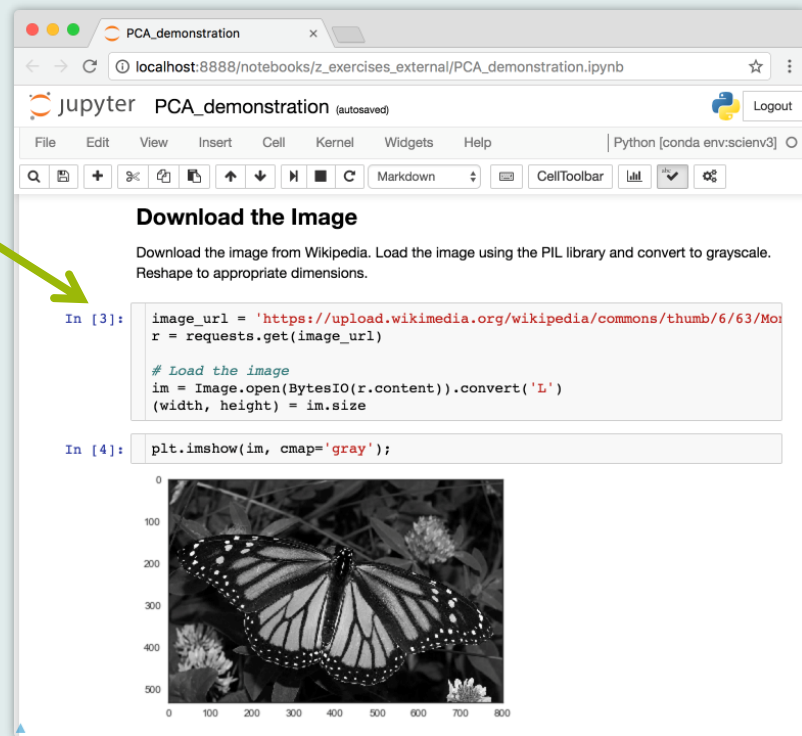 PCA_demonstration
localhost:8888/notebooks/z_exercises_external/PCA_demonstration.ipynb
jupyter PCA_demonstration (autosaved)
Logout
File Edit View Insert Cell Kernel Widgets Help Python [conda env:scienv3]
Markdown CellToolbar
Download the Image
Download the image from Wikipedia. Load the image using the PIL library and convert to grayscale.
Reshape to appropriate dimensions.
In [3]: image_url = 'https://upload.wikimedia.org/wikipedia/commons/thumb/6/63/Mon
r = requests.get(image_url)
# Load the image
im = Image.open(BytesIO(r.content)).convert('L')
(width, height) = im.size
In [4]: plt.imshow(im, cmap='gray');
0
100
200
300
400
500
0 100 200 300 400 500 600 700 800